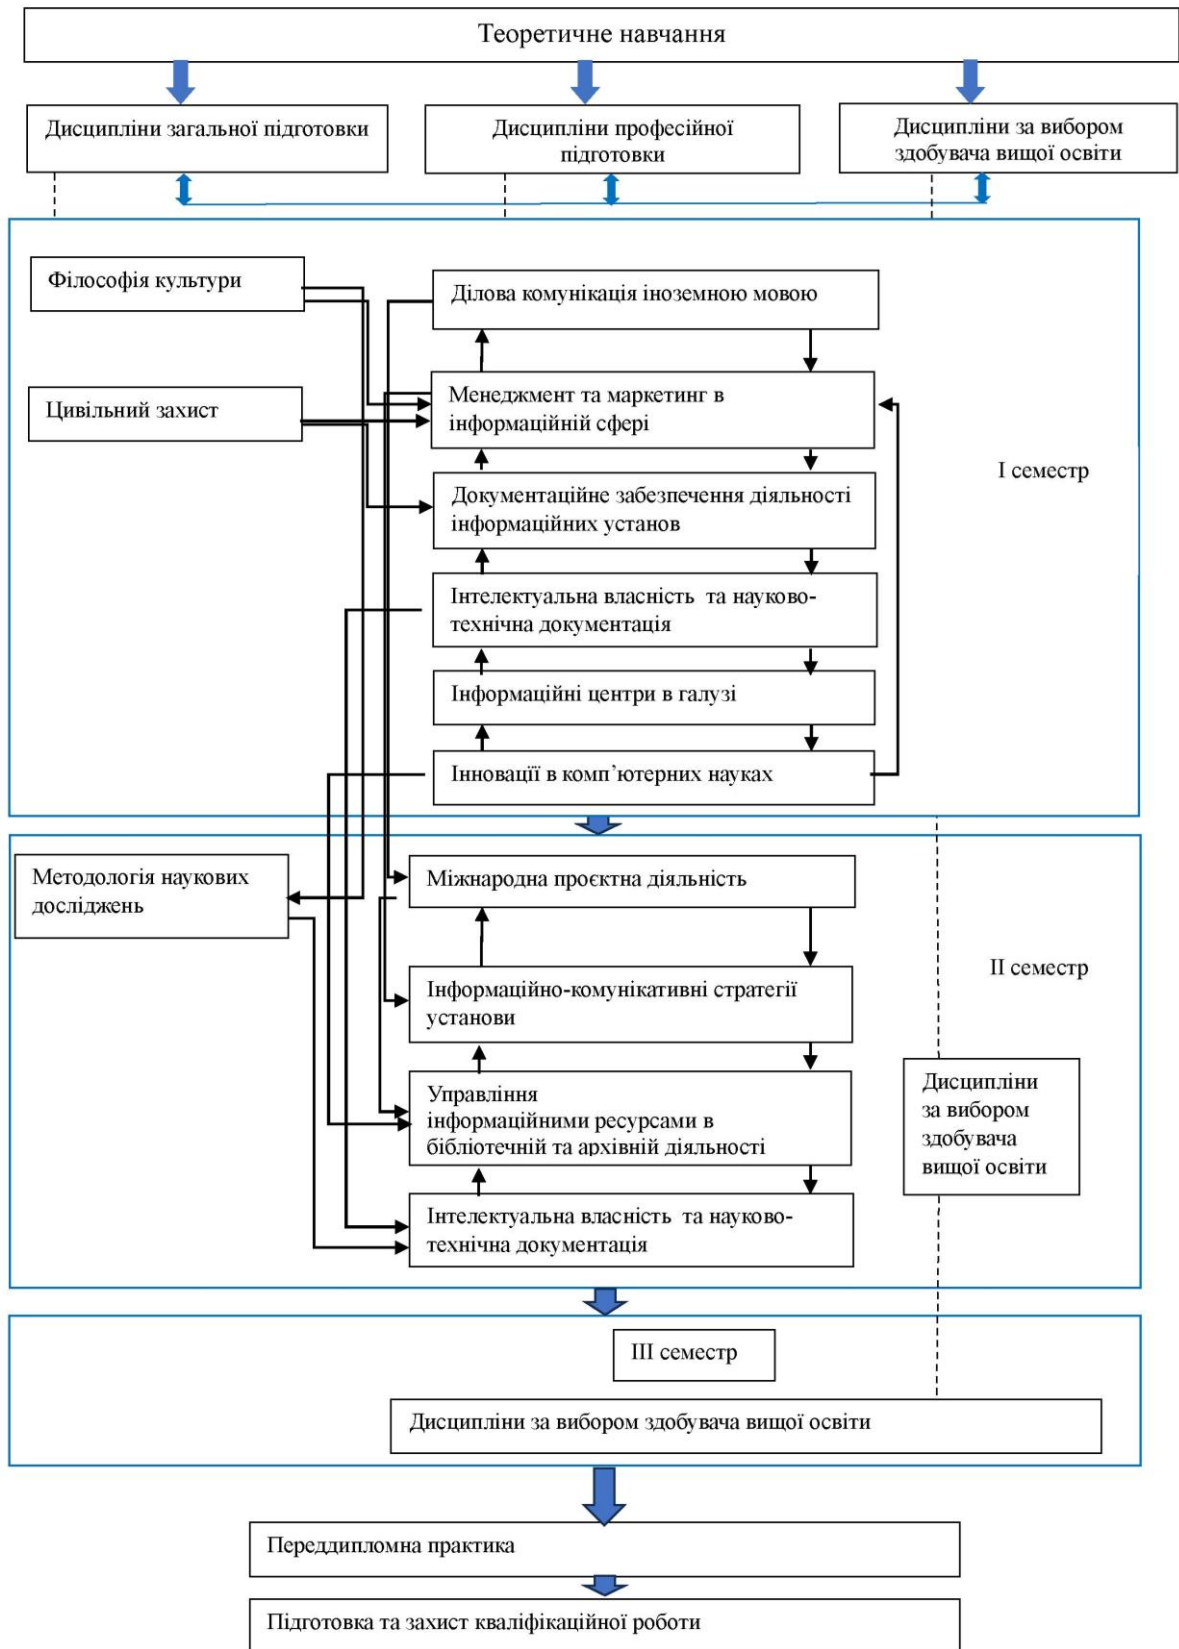 Теоретичне навчання
Дисципліни загальної підготовки
Дисципліни професійної
підготовки
Дисципліни за вибором
здобувача вищої освіти
Філософія культури
Ділова комунікація іноземною мовою
Цивільний захист
Менеджмент та маркетинг в
інформаційній сфері
І семестр
Документаційне забезпечення діяльності
інформаційних установ
Інтелектуальна власність та науково-
технічна документація
Інформаційні центри в галузі
Інновації в комп’ютерних науках
Методологія наукових
досліджень
Міжнародна проєктна діяльність
ІІ семестр
Інформаційно-комунікативні стратегії
установи
Управління
інформаційними ресурсами в
бібліотечній та архівній діяльності
Дисципліни
за вибором
здобувача
вищої освіти
Інтелектуальна власність та науково-
технічна документація
ІІІ семестр
Дисципліни за вибором здобувача вищої освіти
Переддипломна практика
Підготовка та захист кваліфікаційної роботи